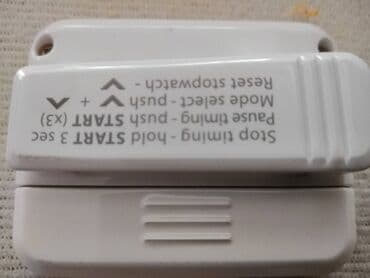 Stop timing - hold START 3 sec
Pause timing - push START (x3)
Mode select - push ∧ + ∨
Reset stopwatch - ∧